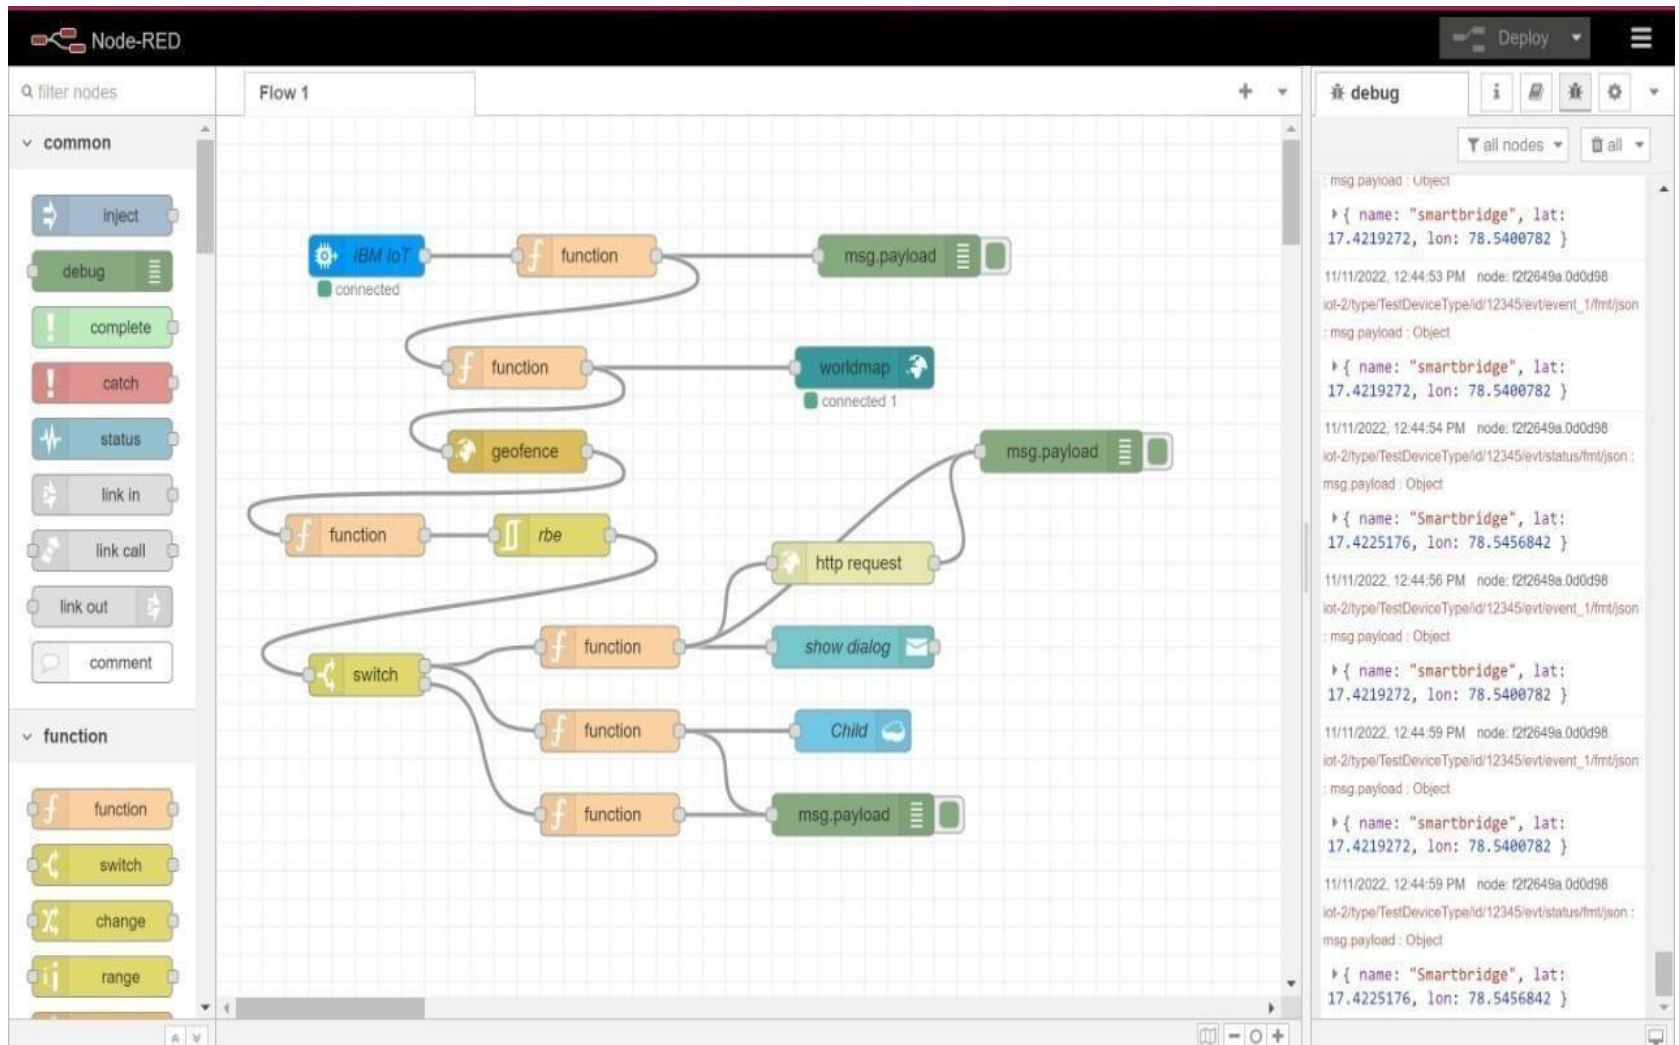 Node-RED
Deploy
filter nodes
Flow 1
debug
i
common
all nodes
all
inject
debug
complete
catch
status
link in
link call
link out
comment
function
function
switch
change
range
IBM IoT
connected
function
msg.payload
function
worldmap
connected 1
geofence
msg.payload
function
rbe
http request
switch
function
show dialog
function
Child
function
msg.payload
: msg.payload : Object
{ name: "smartbridge", lat:
17.4219272, lon: 78.5400782 }
11/11/2022, 12:44:53 PM node: f2f2649a.0d0d98
iot-2/type/TestDeviceType/id/12345/evt/event_1/fmt/json
: msg.payload : Object
{ name: "smartbridge", lat:
17.4219272, lon: 78.5400782 }
11/11/2022, 12:44:54 PM node: f2f2649a.0d0d98
iot-2/type/TestDeviceType/id/12345/evt/status/fmt/json :
msg.payload : Object
{ name: "Smartbridge", lat:
17.4225176, lon: 78.5456842 }
11/11/2022, 12:44:56 PM node: f2f2649a.0d0d98
iot-2/type/TestDeviceType/id/12345/evt/event_1/fmt/json
: msg.payload : Object
{ name: "smartbridge", lat:
17.4219272, lon: 78.5400782 }
11/11/2022, 12:44:59 PM node: f2f2649a.0d0d98
iot-2/type/TestDeviceType/id/12345/evt/event_1/fmt/json
: msg.payload : Object
{ name: "smartbridge", lat:
17.4219272, lon: 78.5400782 }
11/11/2022, 12:44:59 PM node: f2f2649a.0d0d98
iot-2/type/TestDeviceType/id/12345/evt/status/fmt/json :
msg.payload : Object
{ name: "Smartbridge", lat:
17.4225176, lon: 78.5456842 }